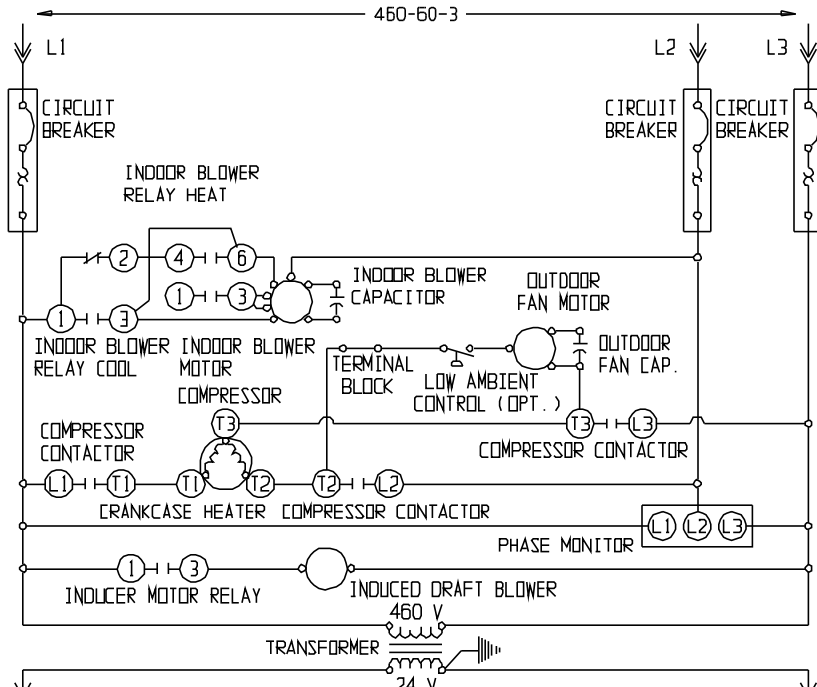 460-60-3
L1
L2
L3
CIRCUIT
BREAKER
CIRCUIT
BREAKER
CIRCUIT
BREAKER
INDOOR BLOWER
RELAY HEAT
2
4
6
1
3
INDOOR BLOWER
CAPACITOR
OUTDOOR
FAN MOTOR
1
3
INDOOR BLOWER
RELAY COOL
INDOOR BLOWER
MOTOR
TERMINAL
BLOCK
LOW AMBIENT
CONTROL (OPT.)
OUTDOOR
FAN CAP.
COMPRESSOR
T3
T3
L3
COMPRESSOR
CONTACTOR
COMPRESSOR CONTACTOR
L1
T1
T1
T2
T2
L2
CRANKCASE HEATER
COMPRESSOR CONTACTOR
L1
L2
L3
PHASE MONITOR
1
3
INDUCER MOTOR RELAY
INDUCED DRAFT BLOWER
460 V
TRANSFORMER
24 V